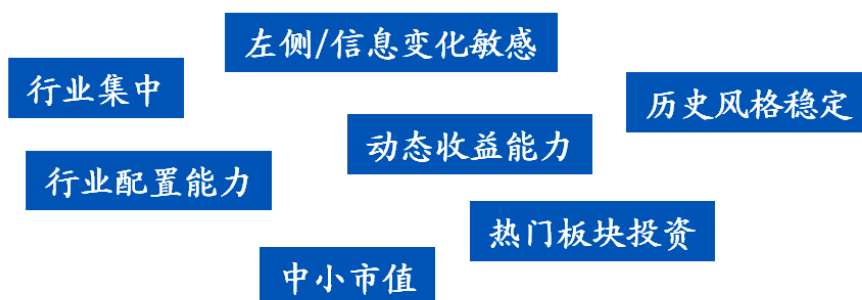 左侧/信息变化敏感
行业集中
历史风格稳定
动态收益能力
行业配置能力
热门板块投资
中小市值